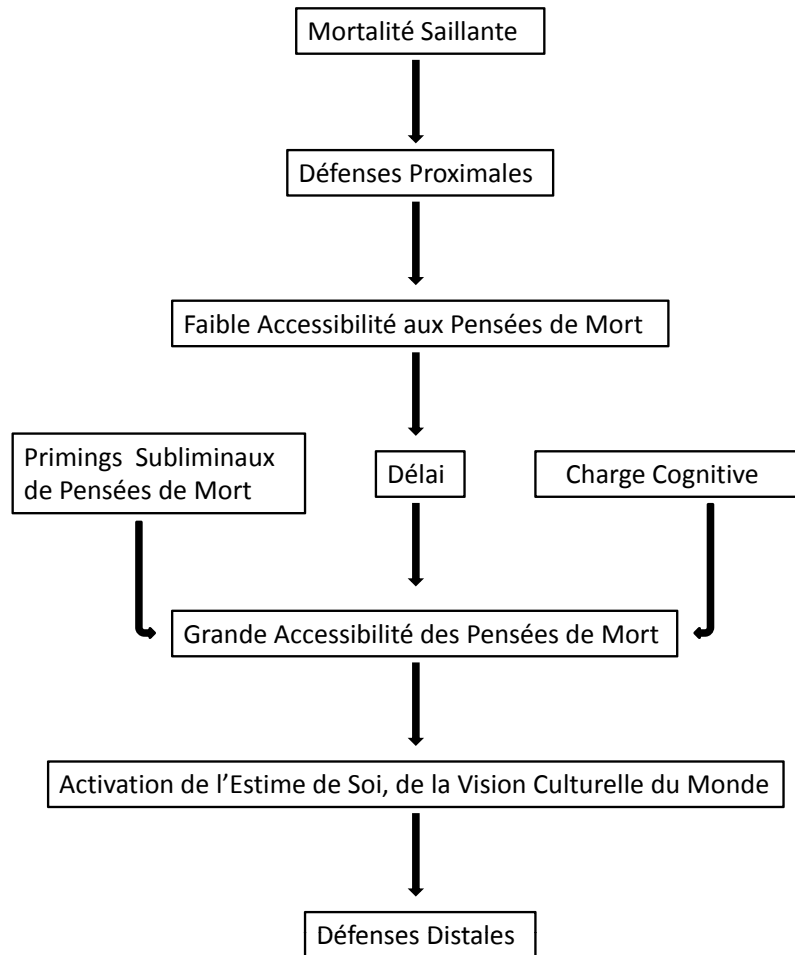 Mortalité Saillante
Défenses Proximales
Faible Accessibilité aux Pensées de Mort
Primings Subliminaux
de Pensées de Mort
Délai
Charge Cognitive
Grande Accessibilité des Pensées de Mort
Activation de l’Estime de Soi, de la Vision Culturelle du Monde
Défenses Distales